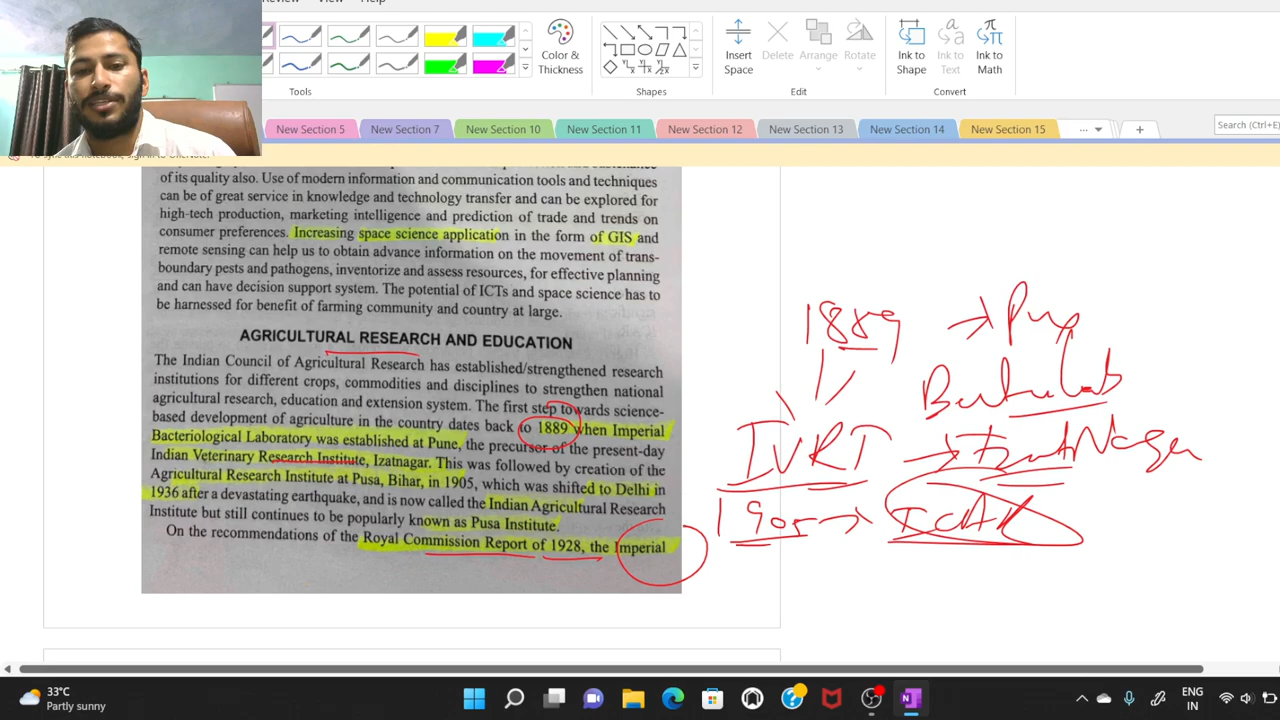 Tools
Color &
Thickness
Shapes
Insert
Space
Delete
Arrange
Rotate
Edit
Ink to
Shape
Ink to
Text
Ink to
Math
Convert
New Section 5
New Section 7
New Section 10
New Section 11
New Section 12
New Section 13
New Section 14
New Section 15
Search (Ctrl+E)
of its quality also. Use of modern information and communication tools and techniques
can be of great service in knowledge and technology transfer and can be explored for
high-tech production, marketing intelligence and prediction of trade and trends on
consumer preferences. Increasing space science application in the form of GIS and
remote sensing can help us to obtain advance information on the movement of trans-
boundary pests and pathogens, inventorize and assess resources, for effective planning
and can have decision support system. The potential of ICTs and space science has to
be harnessed for benefit of farming community and country at large.
AGRICULTURAL RESEARCH AND EDUCATION
The Indian Council of Agricultural Research has established/strengthened research
institutions for different crops, commodities and disciplines to strengthen national
agricultural research, education and extension system. The first step towards science-
based development of agriculture in the country dates back to 1889 when Imperial
Bacteriological Laboratory was established at Pune, the precursor of the present-day
Indian Veterinary Research Institute, Izatnagar. This was followed by creation of the
Agricultural Research Institute at Pusa, Bihar, in 1905, which was shifted to Delhi in
1936 after a devastating earthquake, and is now called the Indian Agricultural Research
Institute but still continues to be popularly known as Pusa Institute.
On the recommendations of the Royal Commission Report of 1928, the Imperial
1889
IVRT
1905
33°C
Partly sunny
ENG
IN